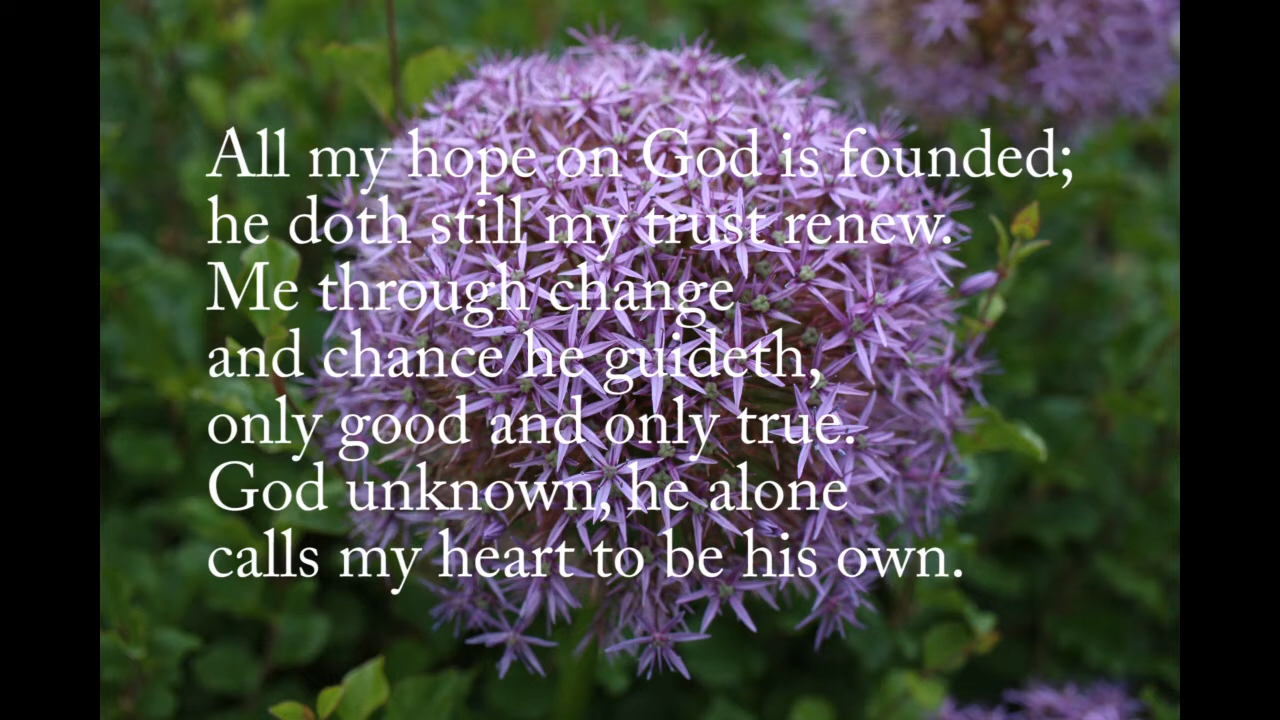 All my hope on God is founded;
he doth still my trust renew.
Me through change
and chance he guideth,
only good and only true.
God unknown, he alone
calls my heart to be his own.